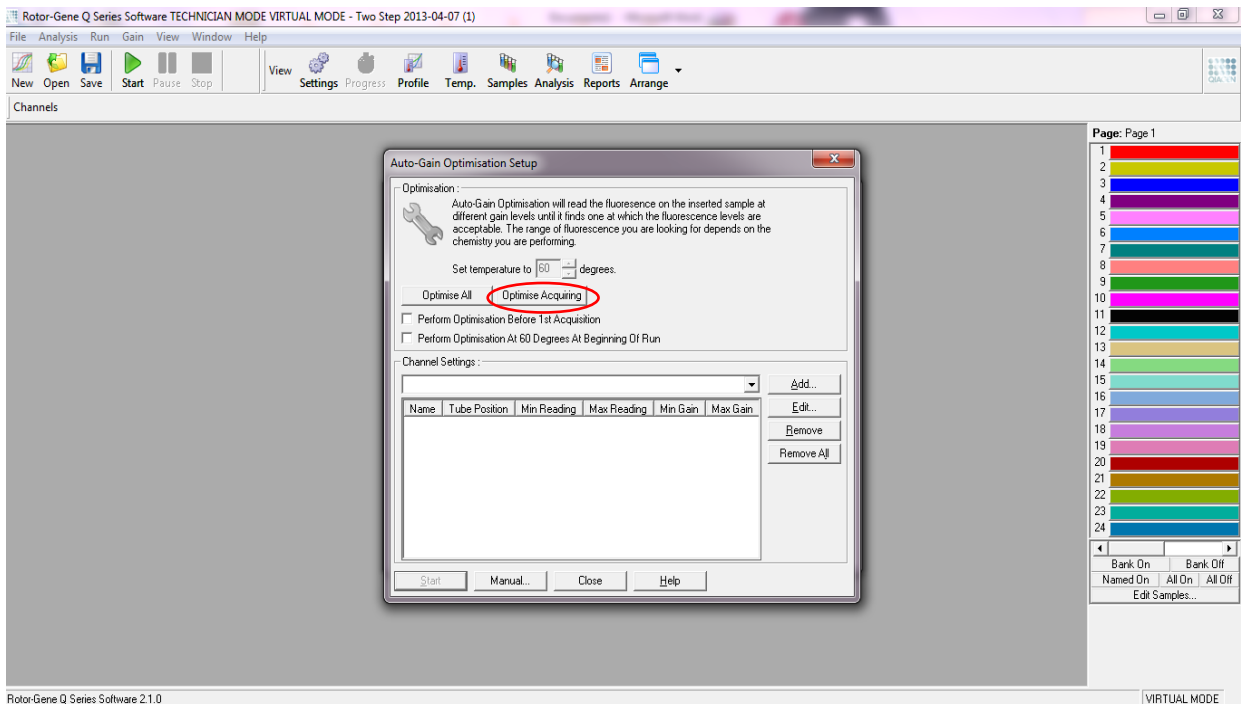 Rotor-Gene Q Series Software TECHNICIAN MODE VIRTUAL MODE - Two Step 2013-04-07 (1)
File Analysis Run Gain View Window Help
New Open Save Start Pause Stop View Settings Progress Profile Temp. Samples Analysis Reports Arrange
Channels
Page: Page 1
Auto-Gain Optimisation Setup
Optimisation :
Auto-Gain Optimisation will read the fluoresence on the inserted sample at
different gain levels until it finds one at which the fluorescence levels are
acceptable. The range of fluorescence you are looking for depends on the
chemistry you are performing.
Set temperature to 60 degrees.
Optimise All Optimise Acquiring
Perform Optimisation Before 1st Acquisition
Perform Optimisation At 60 Degrees At Beginning Of Run
Channel Settings :
Add...
Name Tube Position Min Reading Max Reading Min Gain Max Gain
Edit...
Remove
Remove All
Start Manual... Close Help
1
2
3
4
5
6
7
8
9
10
11
12
13
14
15
16
17
18
19
20
21
22
23
24
Bank On Bank Off
Named On All On All Off
Edit Samples...
Rotor-Gene Q Series Software 2.1.0
VIRTUAL MODE